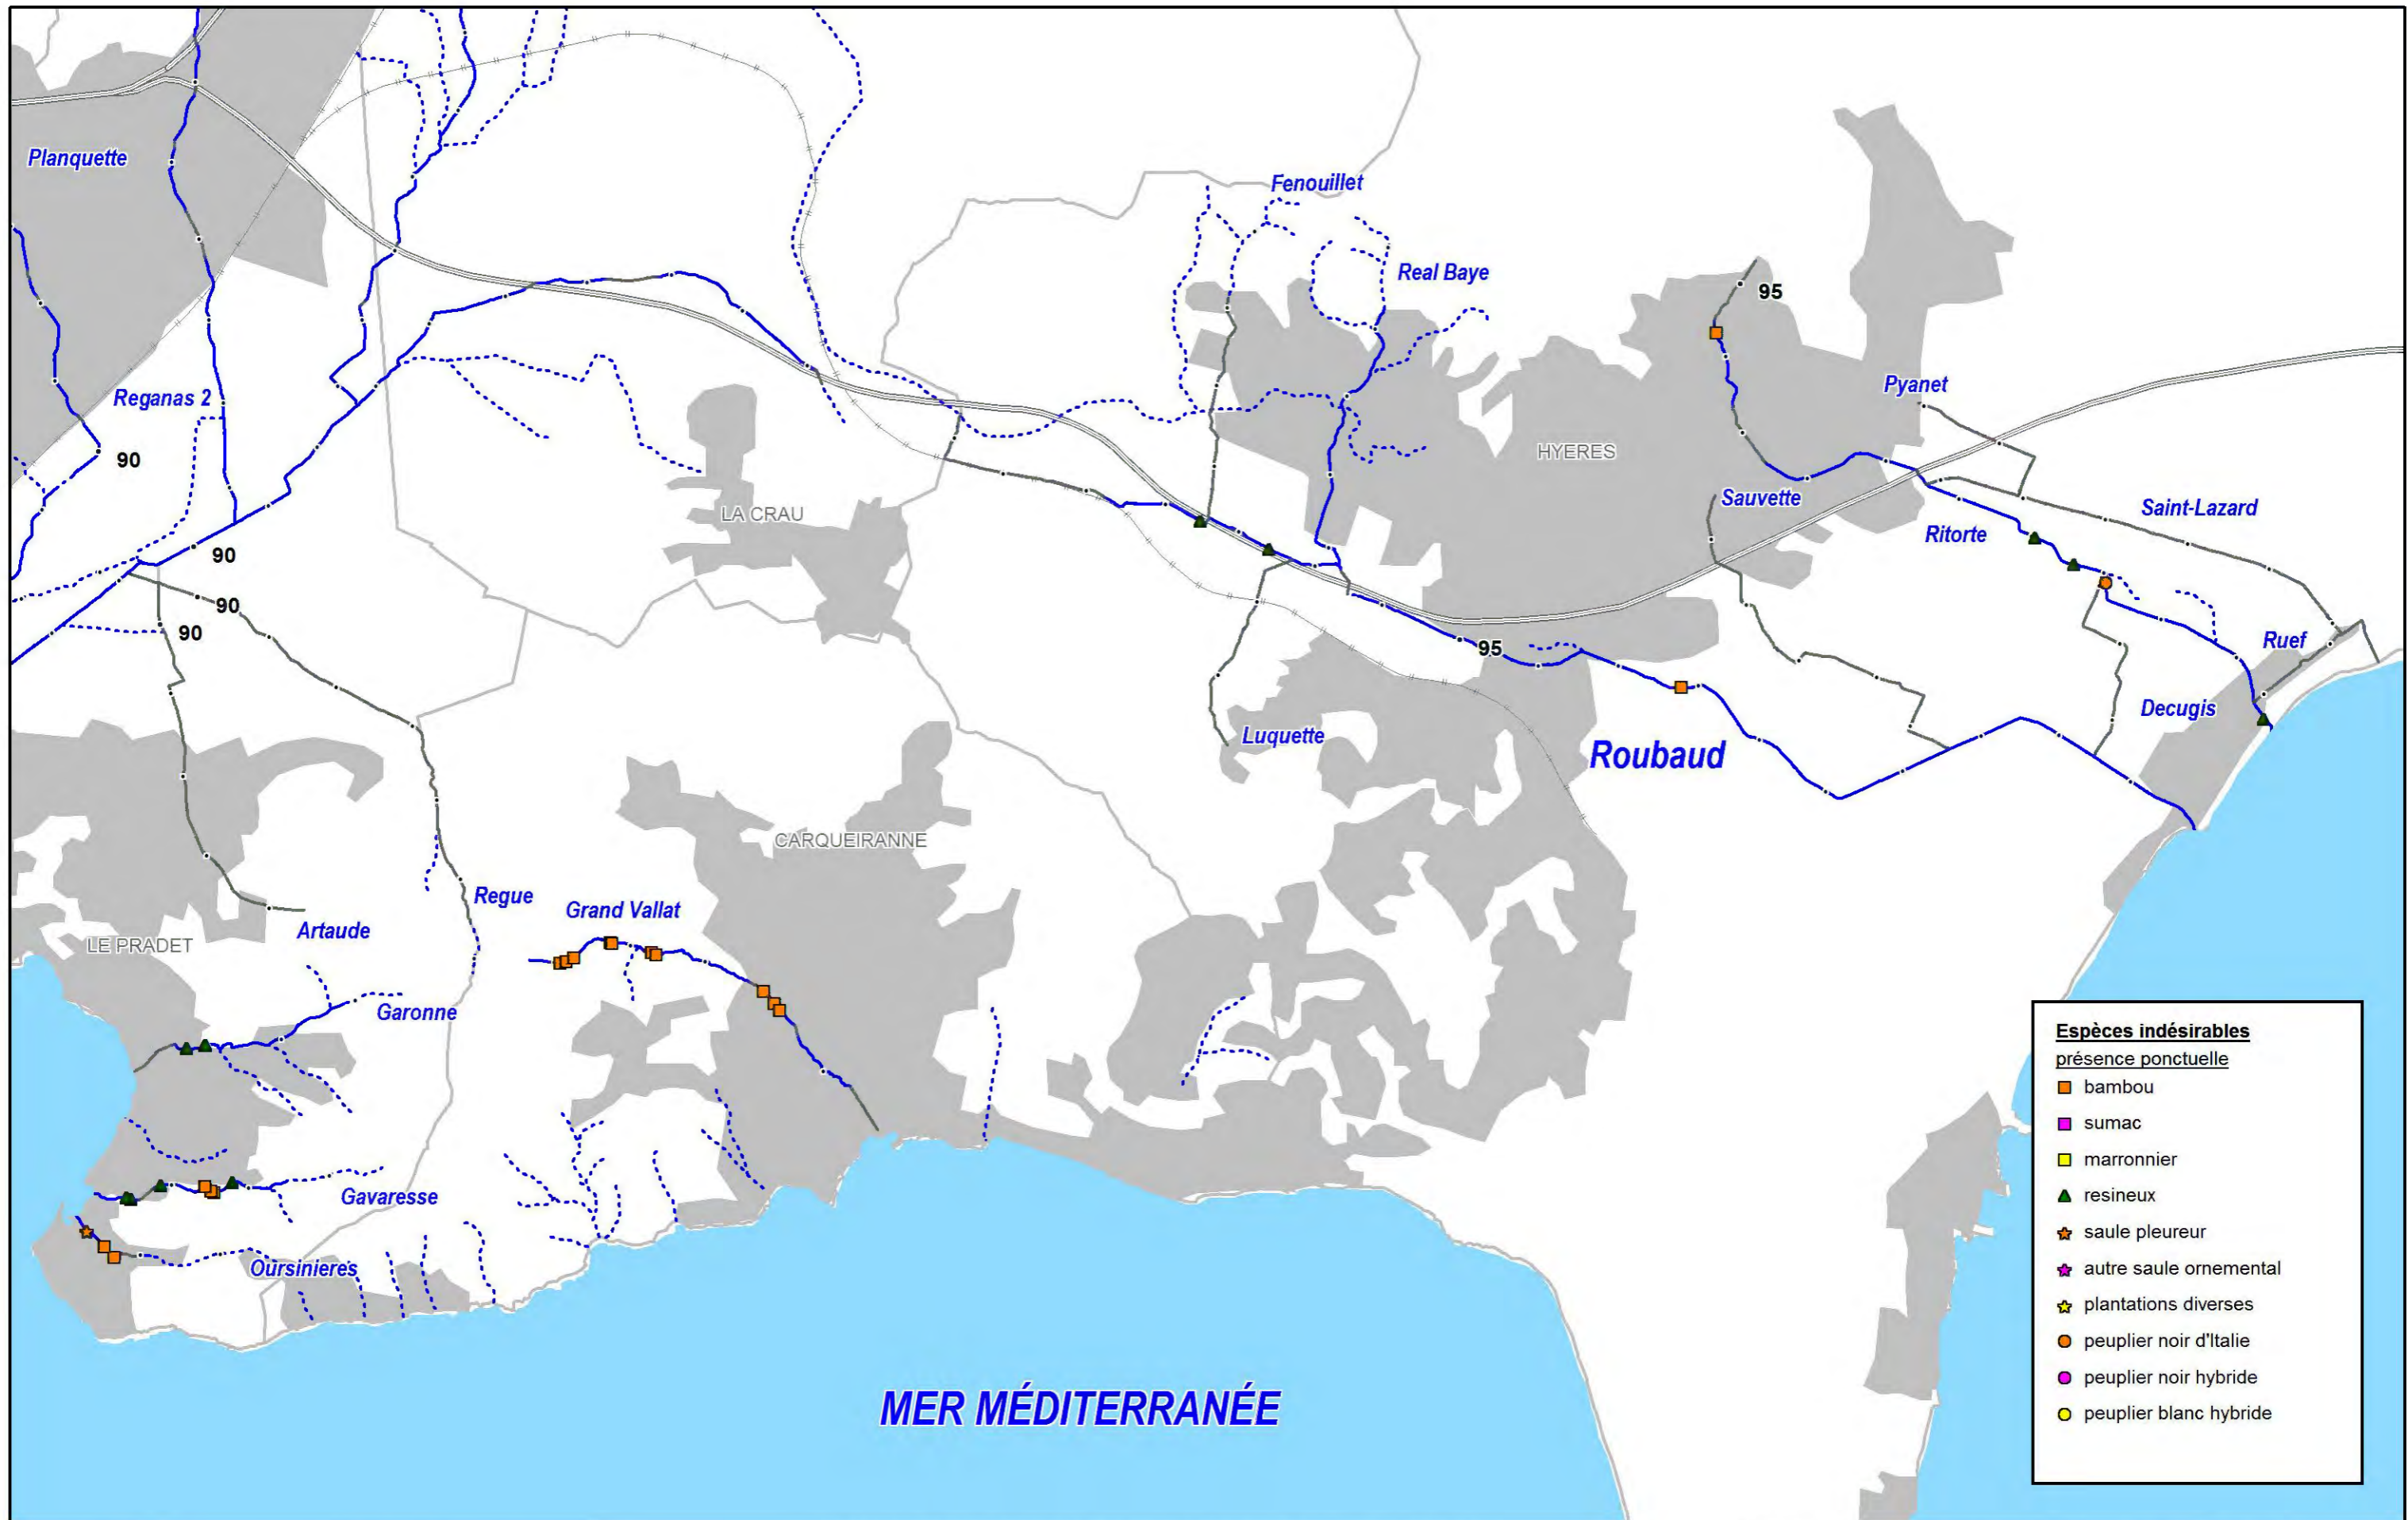 Planquette
Fenouillet
Real Baye
95
Pyanet
Reganas 2
90
HYERES
Sauvette
Saint-Lazard
LA CRAU
Ritorte
90
90
90
95
Ruef
Decugis
Luquette
Roubaud
CARQUEIRANNE
Regue
Grand Vallat
Artaude
LE PRADET
Garonne
Gavaresse
Oursinieres
MER MÉDITERRANÉE
Espèces indésirables
présence ponctuelle
bambou
sumac
marronnier
resineux
saule pleureur
autre saule ornemental
plantations diverses
peuplier noir d'Italie
peuplier noir hybride
peuplier blanc hybride